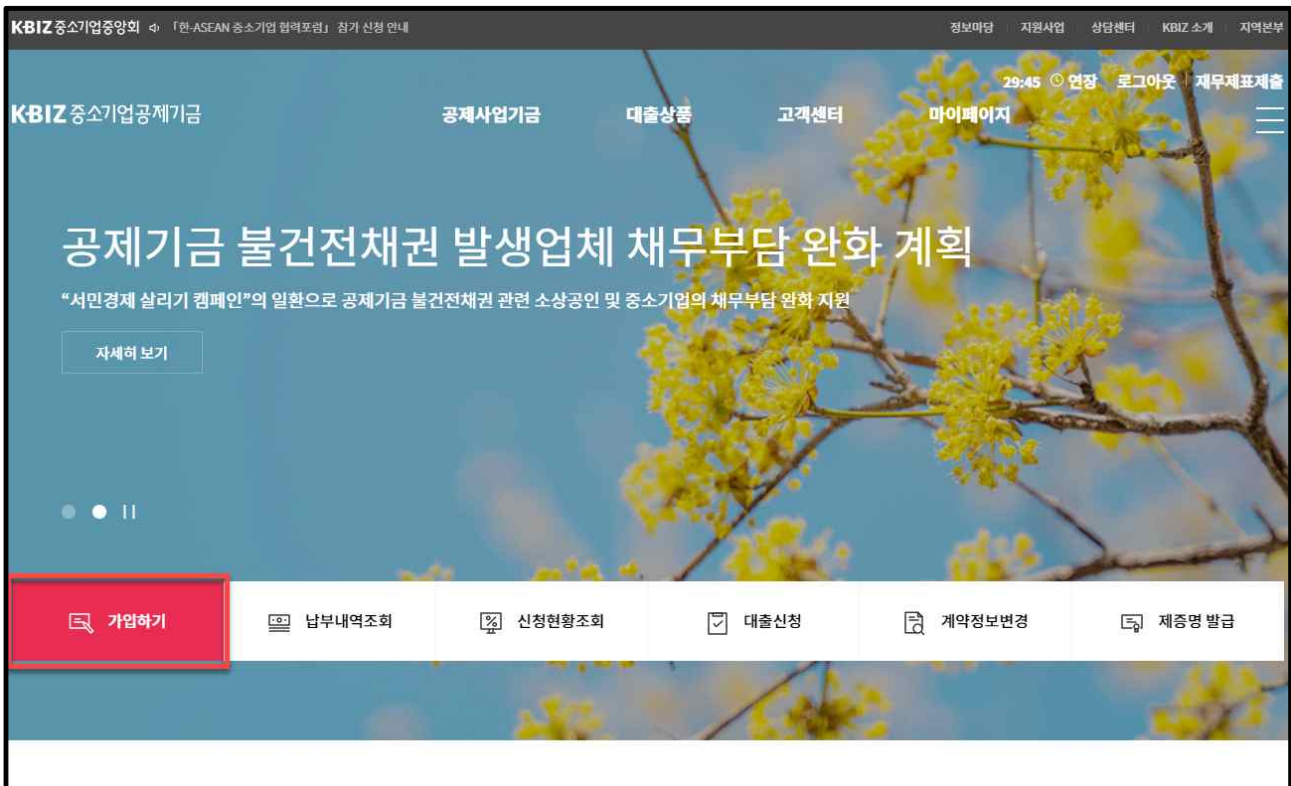 KBIZ 중소기업중앙회 「한-ASEAN 중소기업 협력포럼」 참가 신청 안내 정보마당 지원사업 상담센터 KBIZ 소개 지역본부
29:45 연장 로그아웃 재무제표제출
KBIZ 중소기업공제기금 공제사업기금 대출상품 고객센터 마이페이지
공제기금 불건전채권 발생업체 채무부담 완화 계획
“서민경제 살리기 캠페인”의 일환으로 공제기금 불건전채권 관련 소상공인 및 중소기업의 채무부담 완화 지원
자세히 보기
가입하기 납부내역조회 신청현황조회 대출신청 계약정보변경 제증명 발급